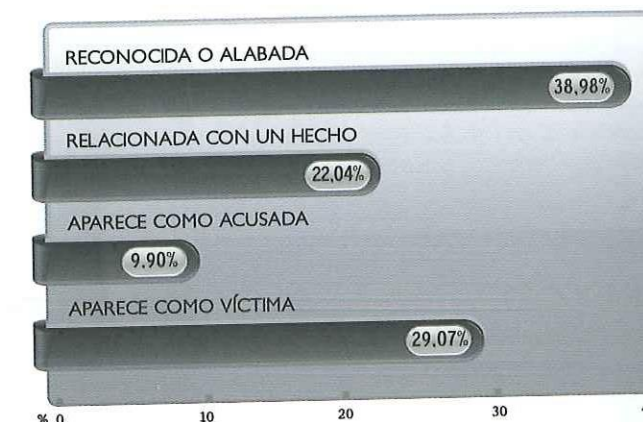 RECONOCIDA O ALABADA
38,98%
RELACIONADA CON UN HECHO
22,04%
APARECE COMO ACUSADA
9,90%
APARECE COMO VÍCTIMA
29,07%
% 0 10 20 30